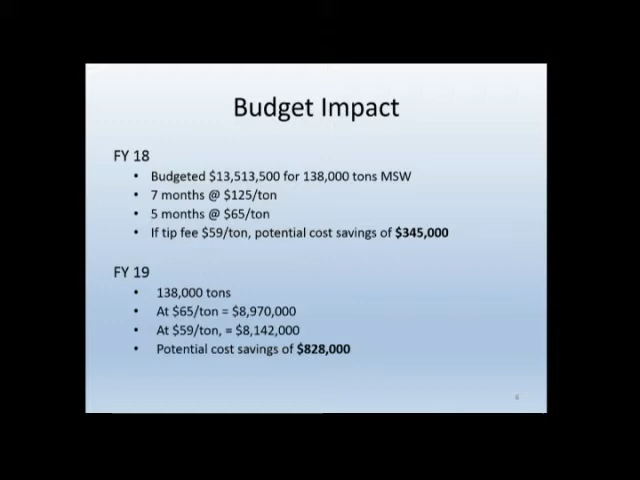 Budget Impact
FY 18
• Budgeted $13,513,500 for 138,000 tons MSW
• 7 months @ $125/ton
• 5 months @ $65/ton
• If tip fee $59/ton, potential cost savings of $345,000
FY 19
• 138,000 tons
• At $65/ton = $8,970,000
• At $59/ton, = $8,142,000
• Potential cost savings of $828,000
6